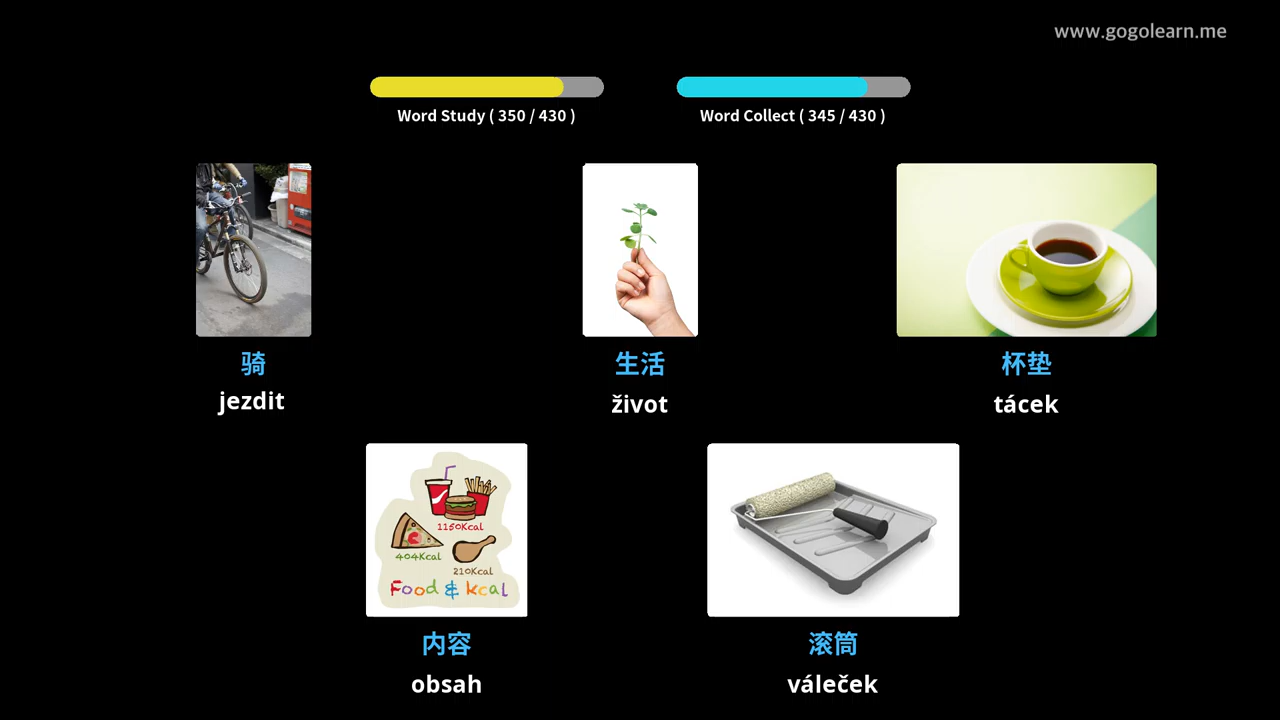 www.gogolearn.me
Word Study ( 350 / 430 )
Word Collect ( 345 / 430 )
骑
jezdit
生活
život
杯垫
tácek
1150Kcal
404Kcal
210Kcal
Food & kcal
内容
obsah
滚筒
váleček